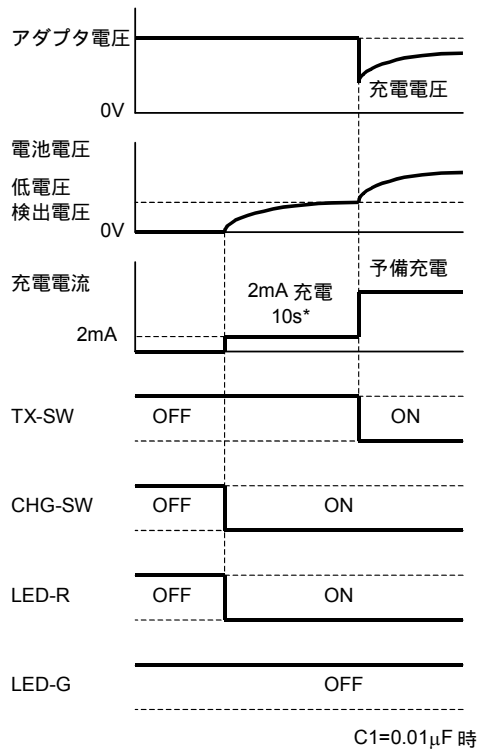 アダプタ電圧
充電電圧
0V
電池電圧
低電圧
検出電圧
0V
予備充電
充電電流
2mA 充電
10s*
2mA
TX-SW OFF ON
CHG-SW OFF ON
LED-R OFF ON
LED-G OFF
C1=0.01μF 時